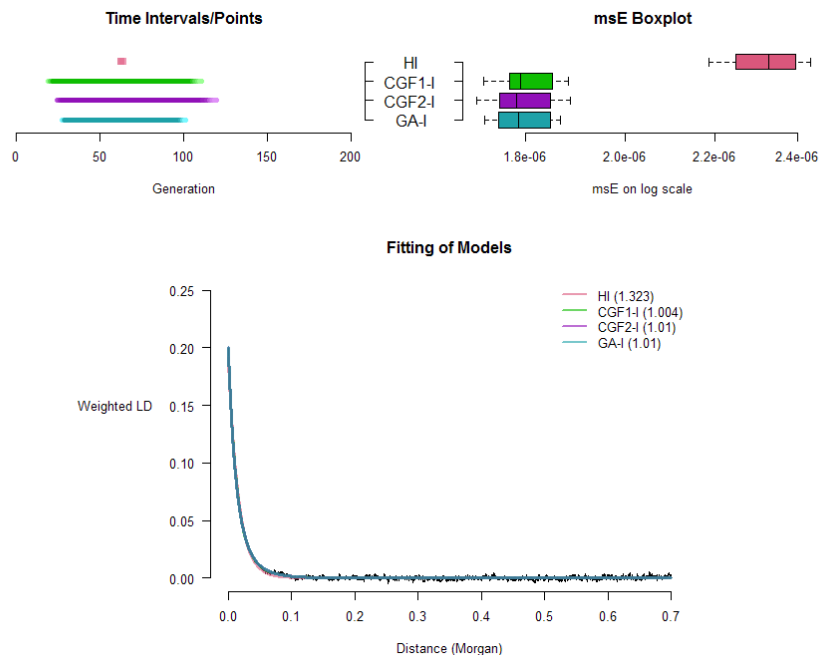 Time Intervals/Points
msE Boxplot
HI
CGF1-I
CGF2-I
GA-I
0 50 100 150 200
1.8e-06 2.0e-06 2.2e-06 2.4e-06
Generation
msE on log scale
Fitting of Models
HI (1.323)
CGF1-I (1.004)
CGF2-I (1.01)
GA-I (1.01)
0.25
0.20
0.15
Weighted LD
0.10
0.05
0.00
0.0 0.1 0.2 0.3 0.4 0.5 0.6 0.7
Distance (Morgan)